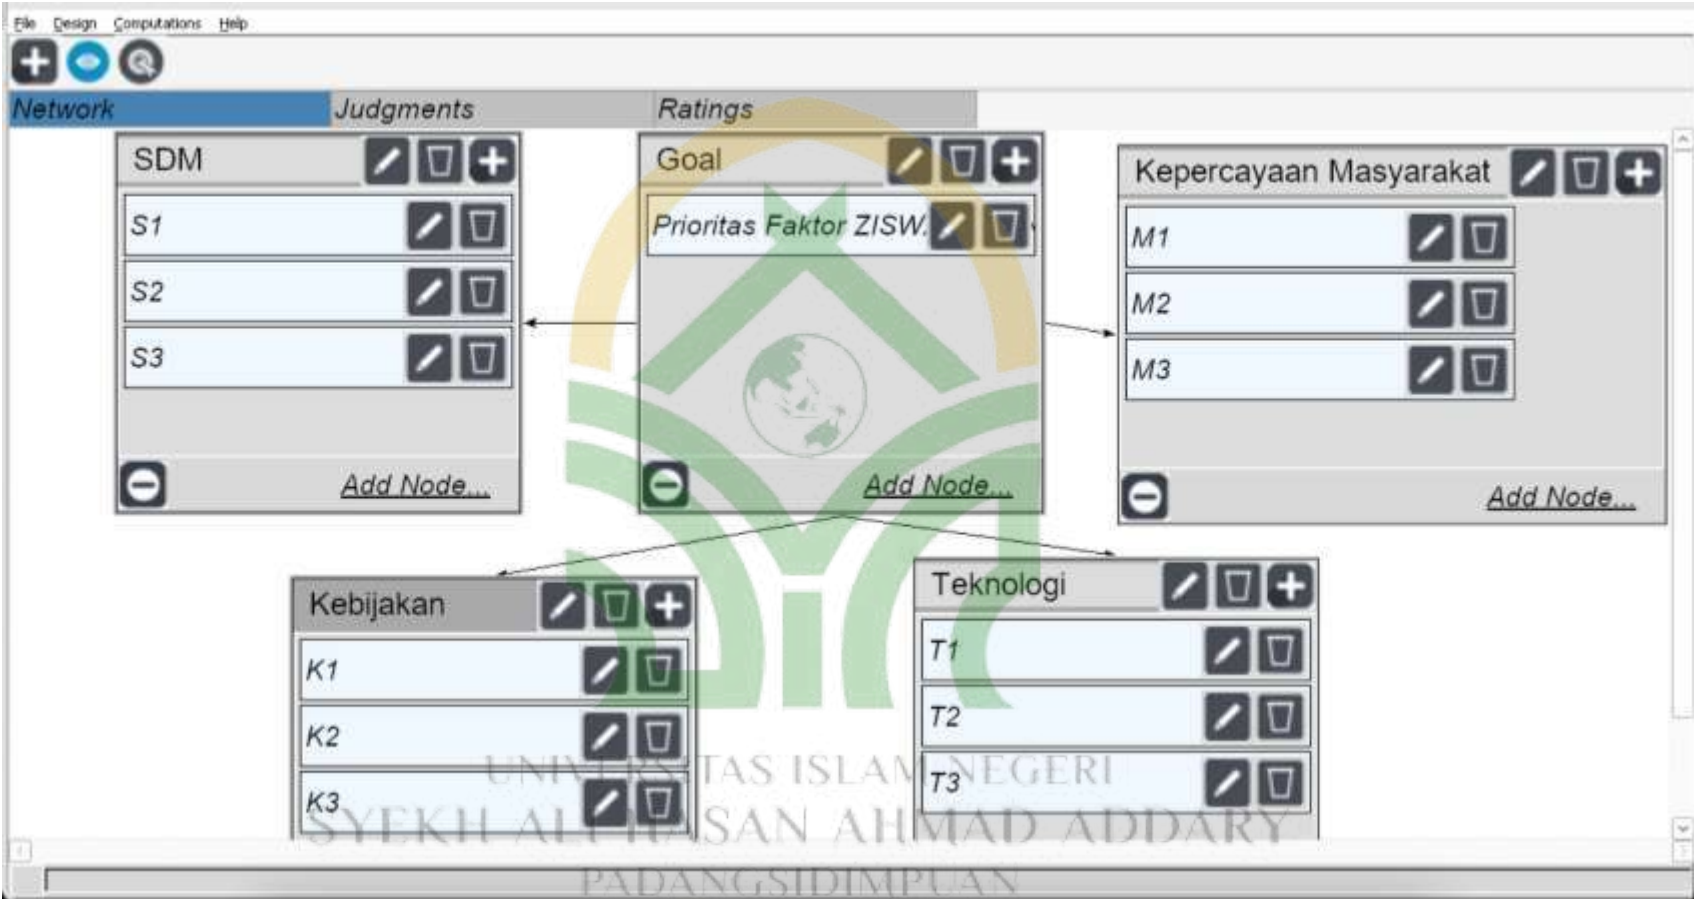 File Design Computations Help
Network Judgments Ratings
SDM
S1
S2
S3
Add Node...
Goal
Prioritas Faktor ZISW.
Add Node...
Kepercayaan Masyarakat
M1
M2
M3
Add Node...
Kebijakan
K1
K2
K3
Teknologi
T1
T2
T3
UNIVERSITAS ISLAM NEGERI
SYEKH ALI HASAN AHMAD ADDARY
PADANGSIDIMPUAN